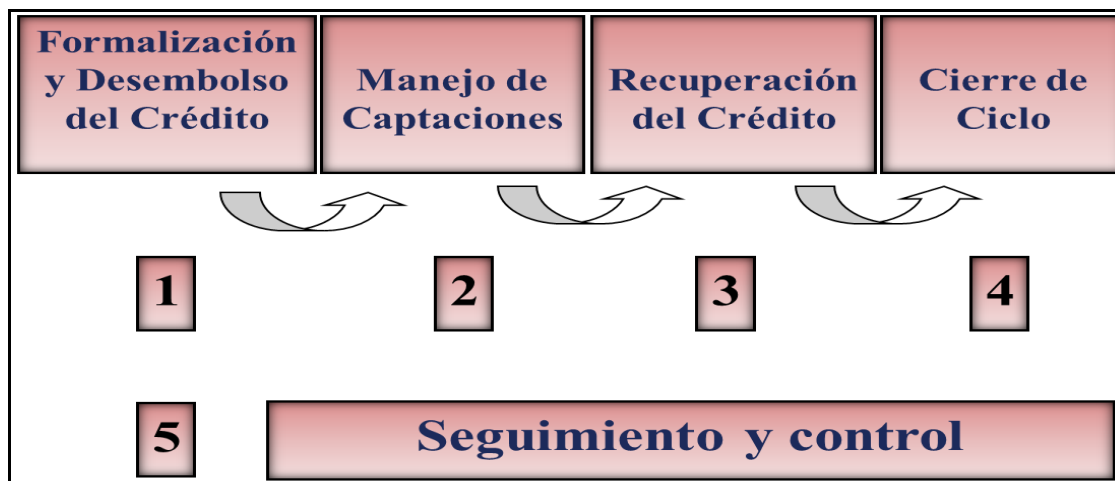 Formalización
y Desembolso
del Crédito
Manejo de
Captaciones
Recuperación
del Crédito
Cierre de
Ciclo
1
2
3
4
5
Seguimiento y control